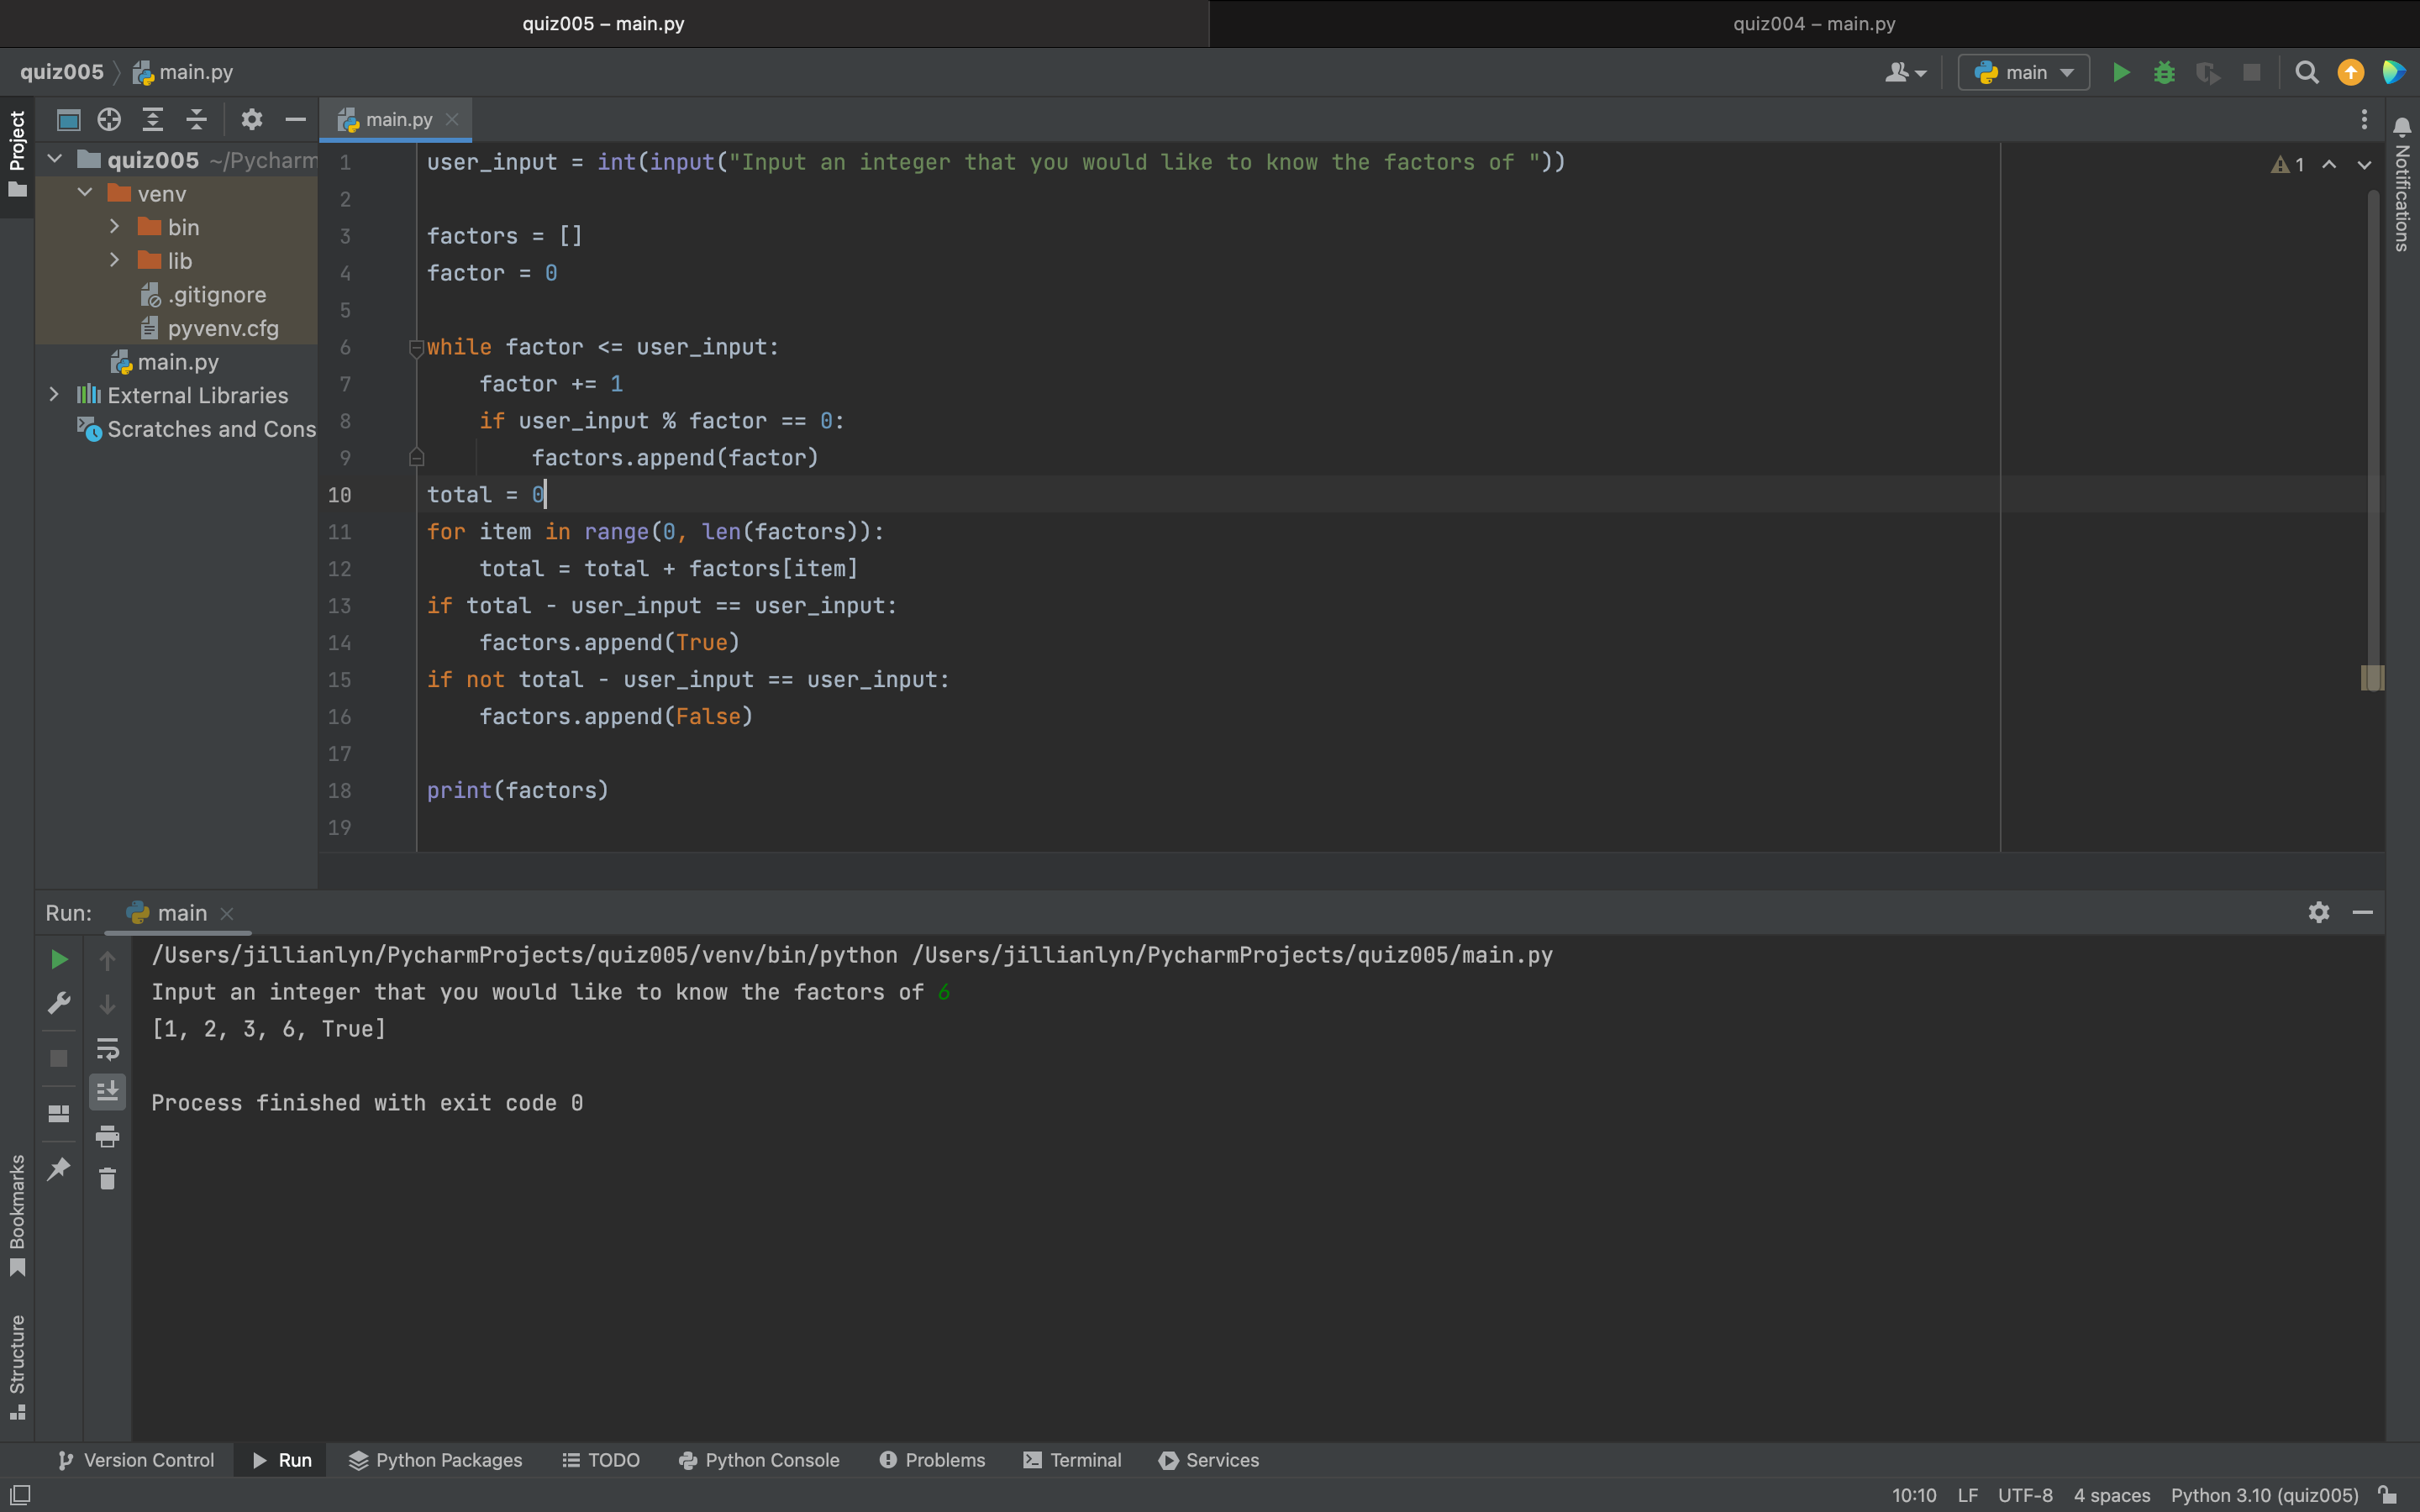 quiz005 – main.py
quiz004 – main.py
quiz005 main.py
main
Project
main.py
Notifications
quiz005 ~/Pycharm
venv
bin
lib
.gitignore
pyvenv.cfg
main.py
External Libraries
Scratches and Cons
1 user_input = int(input("Input an integer that you would like to know the factors of "))
1
2
3 factors = []
4 factor = 0
5
6 while factor <= user_input:
7 factor += 1
8 if user_input % factor == 0:
9 factors.append(factor)
10 total = 0
11 for item in range(0, len(factors)):
12 total = total + factors[item]
13 if total - user_input == user_input:
14 factors.append(True)
15 if not total - user_input == user_input:
16 factors.append(False)
17
18 print(factors)
19
Run: main
/Users/jillianlyn/PycharmProjects/quiz005/venv/bin/python /Users/jillianlyn/PycharmProjects/quiz005/main.py
Input an integer that you would like to know the factors of 6
[1, 2, 3, 6, True]
Process finished with exit code 0
Bookmarks
Structure
Version Control Run Python Packages TODO Python Console Problems Terminal Services
10:10 LF UTF-8 4 spaces Python 3.10 (quiz005)